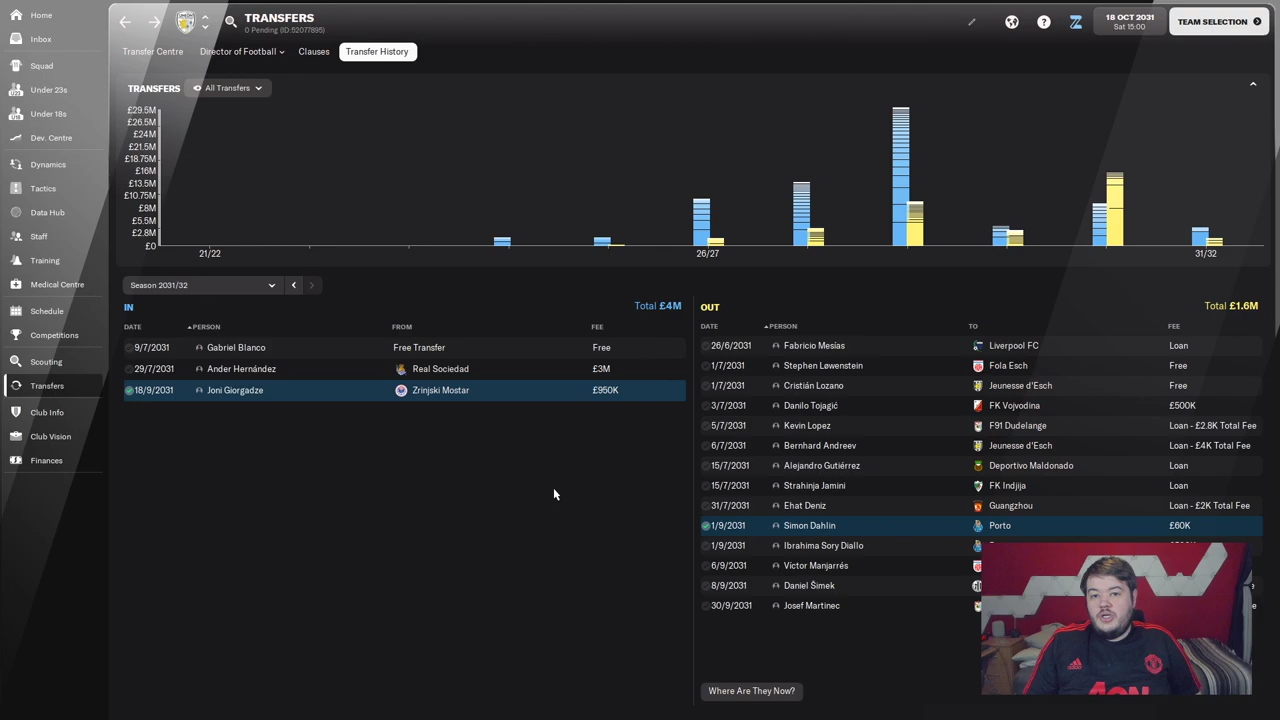 Home
Inbox
Squad
Under 23s
Under 18s
Dev. Centre
Dynamics
Tactics
Data Hub
Staff
Training
Medical Centre
Schedule
Competitions
Scouting
Transfers
Club Info
Club Vision
Finances
TRANSFERS
0 Pending (ID:52077895)
18 OCT 2031
Sat 15:00
TEAM SELECTION
Transfer Centre
Director of Football
Clauses
Transfer History
TRANSFERS
All Transfers
£29.5M
£26.5M
£24M
£21.5M
£18.75M
£16M
£13.5M
£10.75M
£8M
£5.5M
£2.8M
£0
21/22
26/27
31/32
Season 2031/32
IN
Total £4M
DATE PERSON FROM FEE
9/7/2031 Gabriel Blanco Free Transfer Free
29/7/2031 Ander Hernández Real Sociedad £3M
18/9/2031 Joni Giorgadze Zrinjski Mostar £950K
OUT
Total £1.6M
DATE PERSON TO FEE
26/6/2031 Fabricio Mesías Liverpool FC Loan
1/7/2031 Stephen Løwenstein Fola Esch Free
1/7/2031 Cristián Lozano Jeunesse d'Esch Free
3/7/2031 Danilo Tojagić FK Vojvodina £500K
5/7/2031 Kevin Lopez F91 Dudelange Loan - £2.8K Total Fee
6/7/2031 Bernhard Andreev Jeunesse d'Esch Loan - £4K Total Fee
15/7/2031 Alejandro Gutiérrez Deportivo Maldonado Loan
15/7/2031 Strahinja Jamini FK Indjija Loan
31/7/2031 Ehat Deniz Guangzhou Loan - £2K Total Fee
1/9/2031 Simon Dahlin Porto £60K
1/9/2031 Ibrahima Sory Diallo
6/9/2031 Víctor Manjarrés
8/9/2031 Daniel Šimek
30/9/2031 Josef Martinec
Where Are They Now?